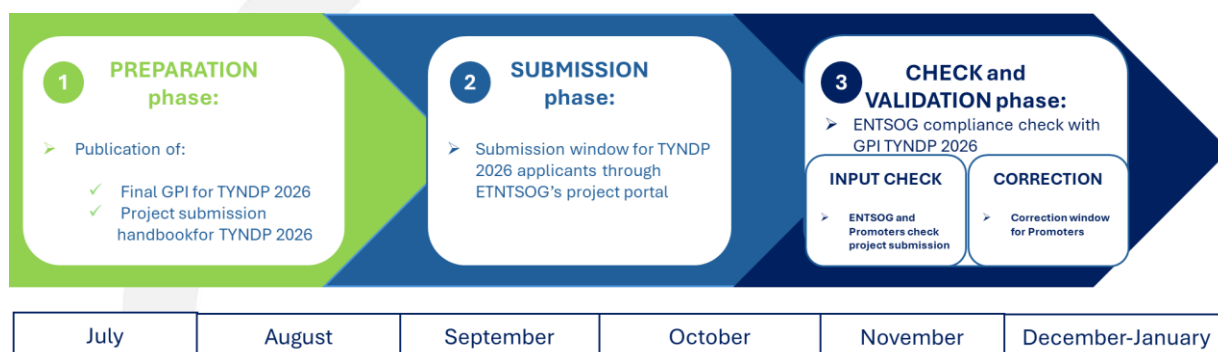 1
PREPARATION
phase:
➢ Publication of:
✓ Final GPI for TYNDP 2026
✓ Project submission
handbookfor TYNDP 2026
2
SUBMISSION
phase:
➢ Submission window for TYNDP
2026 applicants through
ETNTSOG's project portal
3
CHECK and
VALIDATION phase:
➢ ENTSOG compliance check with
GPI TYNDP 2026
INPUT CHECK
➢ ENTSOG and
Promoters check
project submission
CORRECTION
➢ Correction window
for Promoters
July
August
September
October
November
December-January